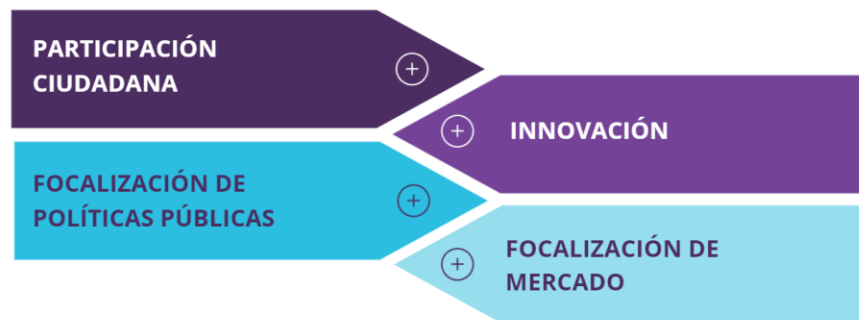 PARTICIPACIÓN
CIUDADANA
INNOVACIÓN
FOCALIZACIÓN DE
POLÍTICAS PÚBLICAS
FOCALIZACIÓN DE
MERCADO